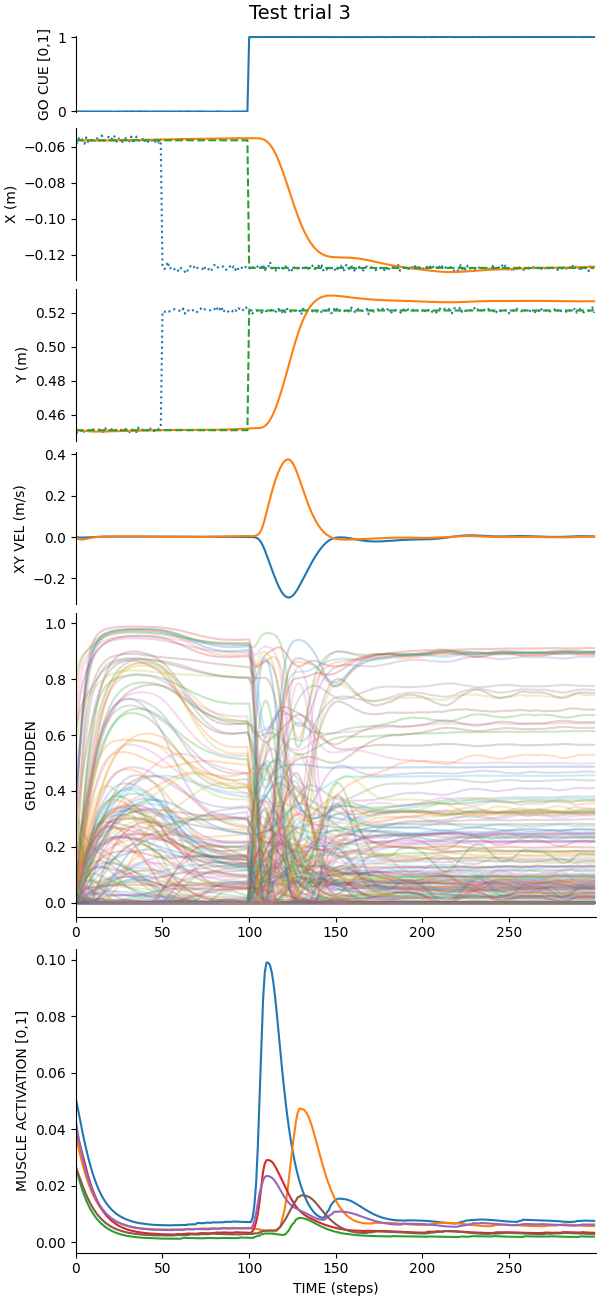 Test trial 3
GO CUE [0,1]
1
0
X (m)
−0.06
−0.08
−0.10
−0.12
Y (m)
0.52
0.50
0.48
0.46
XY VEL (m/s)
0.4
0.2
0.0
−0.2
GRU HIDDEN
1.0
0.8
0.6
0.4
0.2
0.0
0 50 100 150 200 250
MUSCLE ACTIVATION [0,1]
0.10
0.08
0.06
0.04
0.02
0.00
0 50 100 150 200 250
TIME (steps)